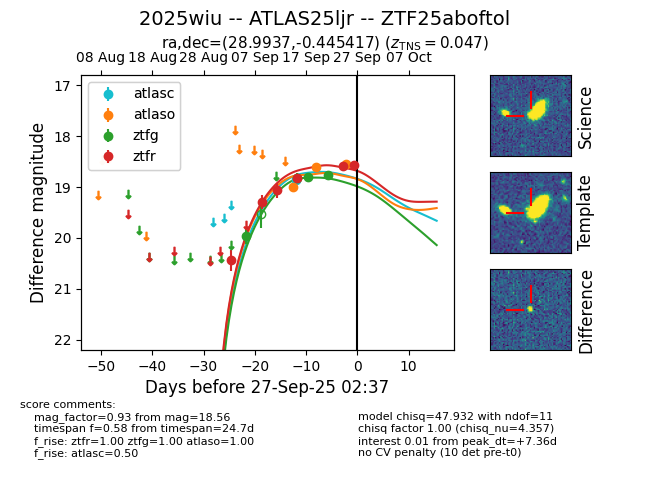 2025wiu -- ATLAS25ljr -- ZTF25aboftol
ra,dec=(28.9937,-0.445417) (z_TNS = 0.047)
08 Aug 18 Aug 28 Aug 07 Sep 17 Sep 27 Sep 07 Oct
17
18
19
20
21
22
Difference magnitude
atlasc
atlaso
ztfg
ztfr
−50 −40 −30 −20 −10 0 10
Days before 27-Sep-25 02:37
Science
Template
Difference
score comments:
mag_factor=0.93 from mag=18.56
timespan f=0.58 from timespan=24.7d
f_rise: ztfr=1.00 ztfg=1.00 atlaso=1.00
f_rise: atlasc=0.50
model chisq=47.932 with ndof=11
chisq factor 1.00 (chisq_nu=4.357)
interest 0.01 from peak_dt=+7.36d
no CV penalty (10 det pre-t0)